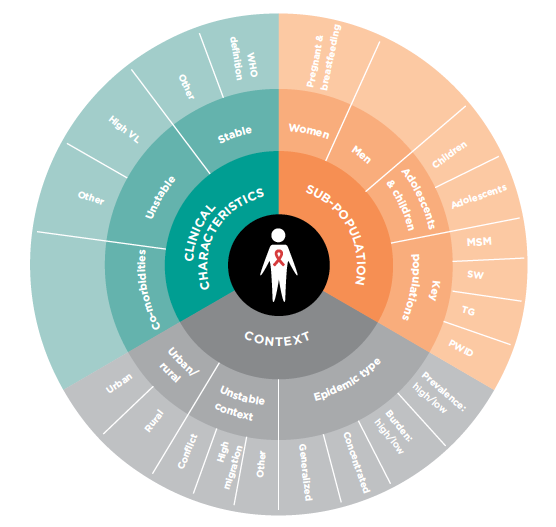 CLINICAL
CHARACTERISTICS
Stable
WHO
definition
Other
Unstable
High VL
Other
Co-morbidities
SUB-POPULATION
Women
Pregnant &
breastfeeding
Men
Adolescents
& children
Children
Adolescents
Key
populations
MSM
SW
TG
PWID
CONTEXT
Epidemic type
Prevalence:
high/low
Burden:
high/low
Concentrated
Generalized
Unstable
context
Other
High
migration
Conflict
Urban/
rural
Rural
Urban